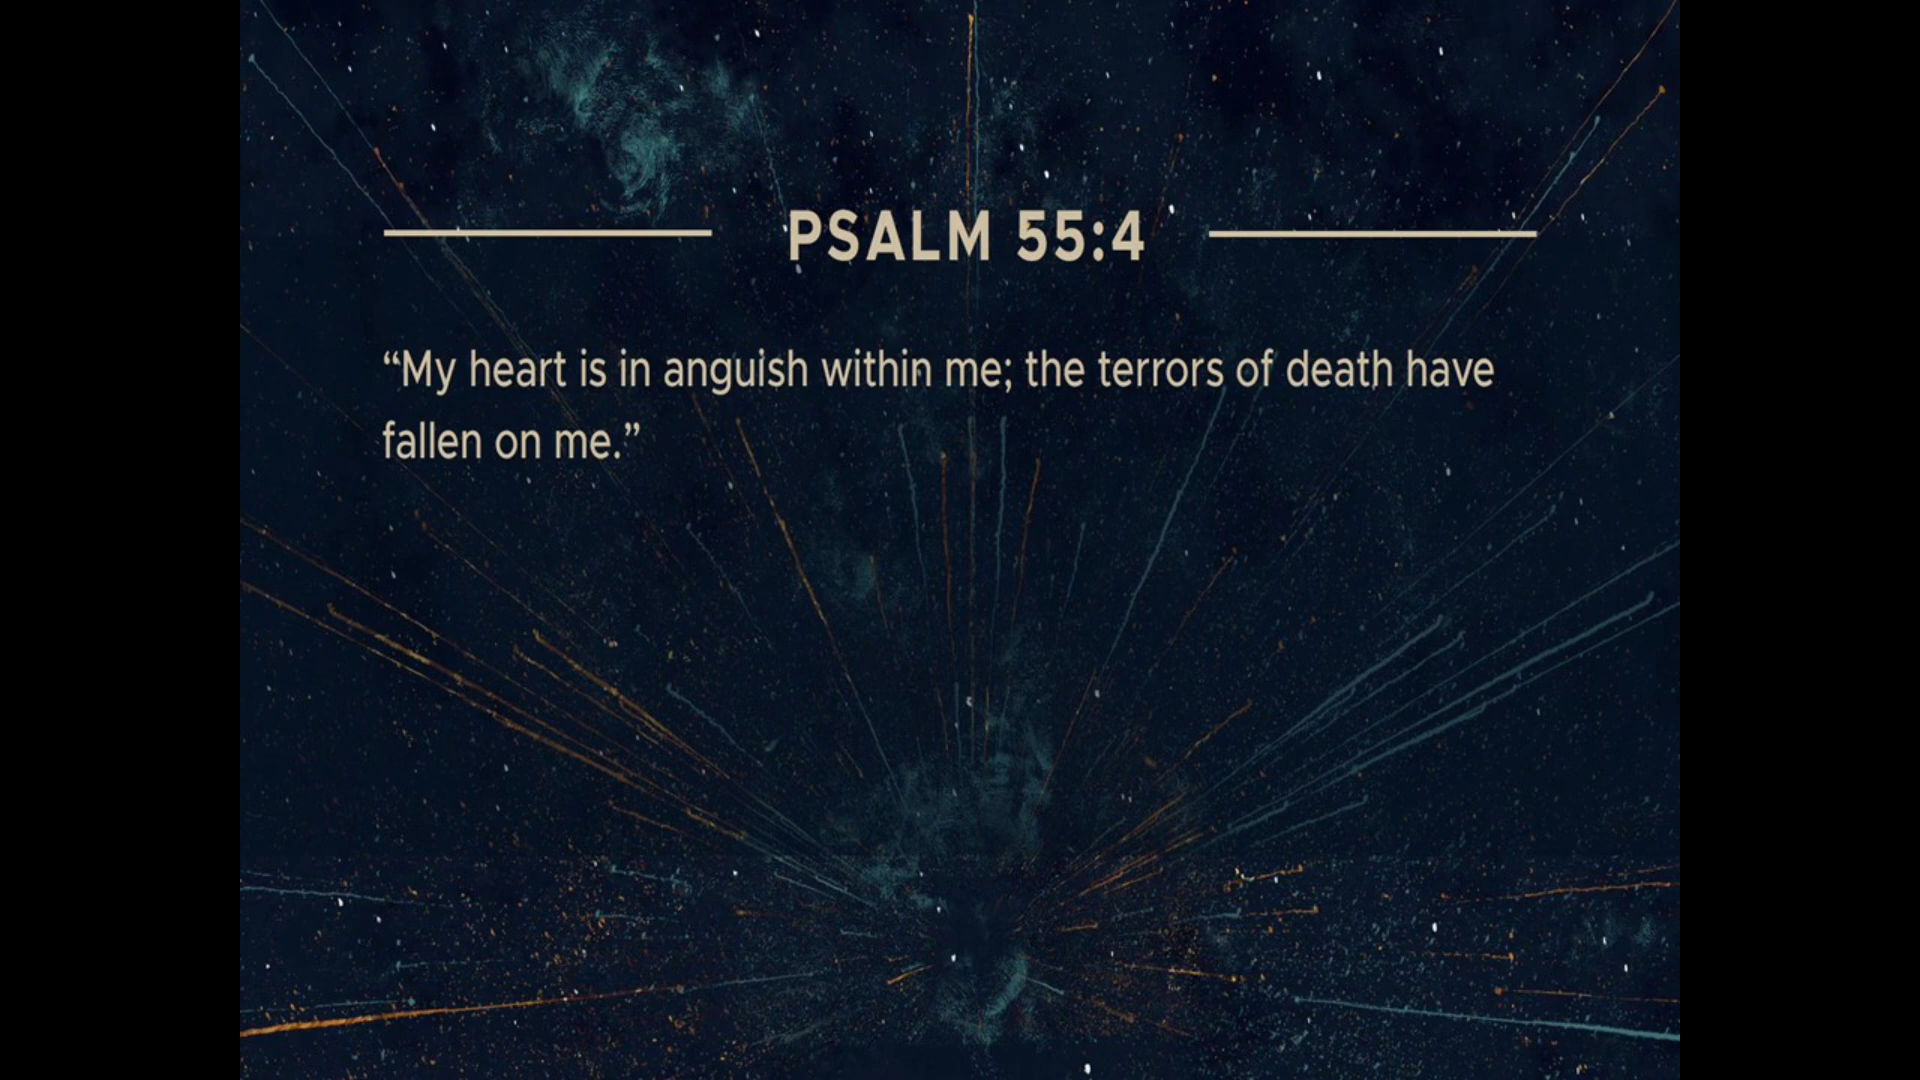 PSALM 55:4
“My heart is in anguish within me; the terrors of death have
fallen on me.”